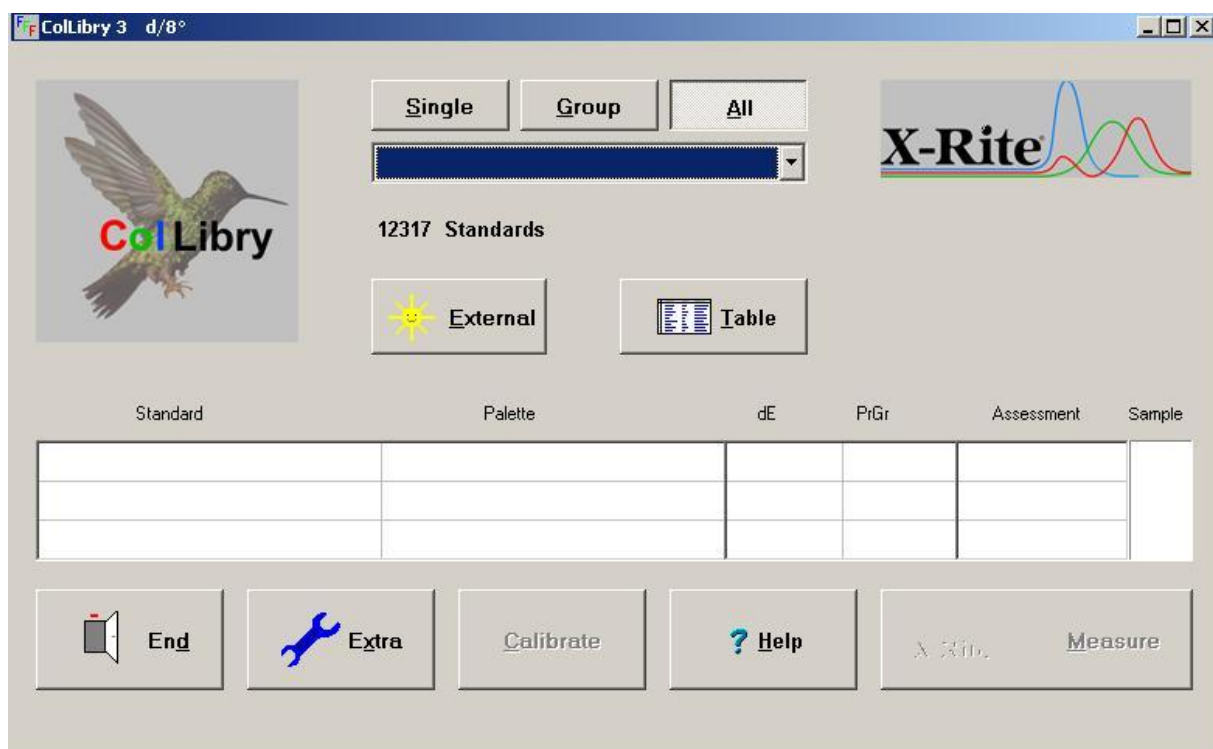 ColLibry 3 d/8°
Single Group All
ColLibry
X-Rite
12317 Standards
External Table
Standard Palette dE PrGr Assessment Sample
End Extra Calibrate ? Help X-Rite Measure